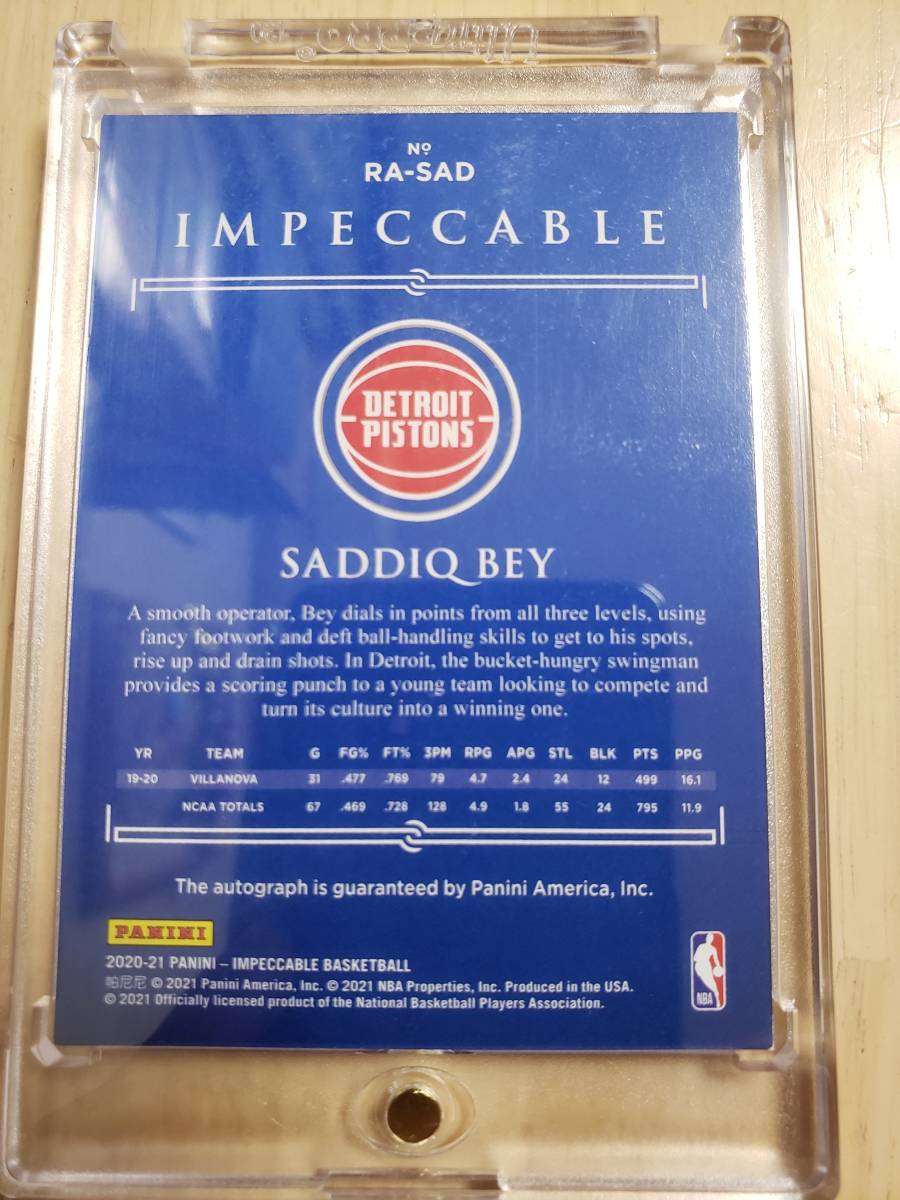 UltraPRO®
Nº
RA-SAD
IMPECCABLE
DETROIT
PISTONS
SADDIQ BEY
A smooth operator, Bey dials in points from all three levels, using
fancy footwork and deft ball-handling skills to get to his spots,
rise up and drain shots. In Detroit, the bucket-hungry swingman
provides a scoring punch to a young team looking to compete and
turn its culture into a winning one.
YR TEAM G FG% FT% 3PM RPG APG STL BLK PTS PPG
19-20 VILLANOVA 31 .477 .769 79 4.7 2.4 24 12 499 16.1
NCAA TOTALS 67 .469 .728 128 4.9 1.8 55 24 795 11.9
The autograph is guaranteed by Panini America, Inc.
PANINI
2020-21 PANINI – IMPECCABLE BASKETBALL
帕尼尼 © 2021 Panini America, Inc. © 2021 NBA Properties, Inc. Produced in the USA.
© 2021 Officially licensed product of the National Basketball Players Association.
NBA